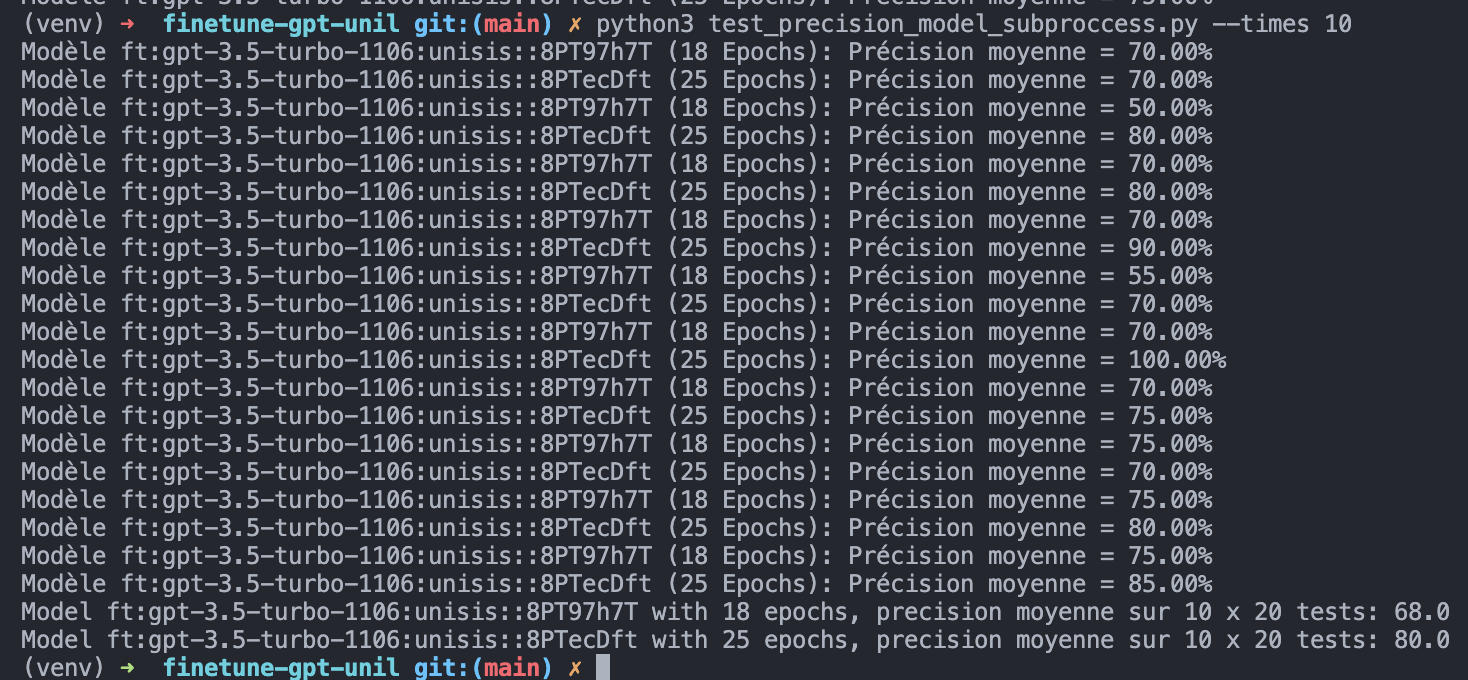 (venv) ➜ finetune-gpt-unil git:(main) ✗ python3 test_precision_model_subproccess.py --times 10
Modèle ft:gpt-3.5-turbo-1106:unisis::8PT97h7T (18 Epochs): Précision moyenne = 70.00%
Modèle ft:gpt-3.5-turbo-1106:unisis::8PTecDft (25 Epochs): Précision moyenne = 70.00%
Modèle ft:gpt-3.5-turbo-1106:unisis::8PT97h7T (18 Epochs): Précision moyenne = 50.00%
Modèle ft:gpt-3.5-turbo-1106:unisis::8PTecDft (25 Epochs): Précision moyenne = 80.00%
Modèle ft:gpt-3.5-turbo-1106:unisis::8PT97h7T (18 Epochs): Précision moyenne = 70.00%
Modèle ft:gpt-3.5-turbo-1106:unisis::8PTecDft (25 Epochs): Précision moyenne = 80.00%
Modèle ft:gpt-3.5-turbo-1106:unisis::8PT97h7T (18 Epochs): Précision moyenne = 70.00%
Modèle ft:gpt-3.5-turbo-1106:unisis::8PTecDft (25 Epochs): Précision moyenne = 90.00%
Modèle ft:gpt-3.5-turbo-1106:unisis::8PT97h7T (18 Epochs): Précision moyenne = 55.00%
Modèle ft:gpt-3.5-turbo-1106:unisis::8PTecDft (25 Epochs): Précision moyenne = 70.00%
Modèle ft:gpt-3.5-turbo-1106:unisis::8PT97h7T (18 Epochs): Précision moyenne = 70.00%
Modèle ft:gpt-3.5-turbo-1106:unisis::8PTecDft (25 Epochs): Précision moyenne = 100.00%
Modèle ft:gpt-3.5-turbo-1106:unisis::8PT97h7T (18 Epochs): Précision moyenne = 70.00%
Modèle ft:gpt-3.5-turbo-1106:unisis::8PTecDft (25 Epochs): Précision moyenne = 75.00%
Modèle ft:gpt-3.5-turbo-1106:unisis::8PT97h7T (18 Epochs): Précision moyenne = 75.00%
Modèle ft:gpt-3.5-turbo-1106:unisis::8PTecDft (25 Epochs): Précision moyenne = 70.00%
Modèle ft:gpt-3.5-turbo-1106:unisis::8PT97h7T (18 Epochs): Précision moyenne = 75.00%
Modèle ft:gpt-3.5-turbo-1106:unisis::8PTecDft (25 Epochs): Précision moyenne = 80.00%
Modèle ft:gpt-3.5-turbo-1106:unisis::8PT97h7T (18 Epochs): Précision moyenne = 75.00%
Modèle ft:gpt-3.5-turbo-1106:unisis::8PTecDft (25 Epochs): Précision moyenne = 85.00%
Model ft:gpt-3.5-turbo-1106:unisis::8PT97h7T with 18 epochs, precision moyenne sur 10 x 20 tests: 68.0
Model ft:gpt-3.5-turbo-1106:unisis::8PTecDft with 25 epochs, precision moyenne sur 10 x 20 tests: 80.0
(venv) ➜ finetune-gpt-unil git:(main) ✗